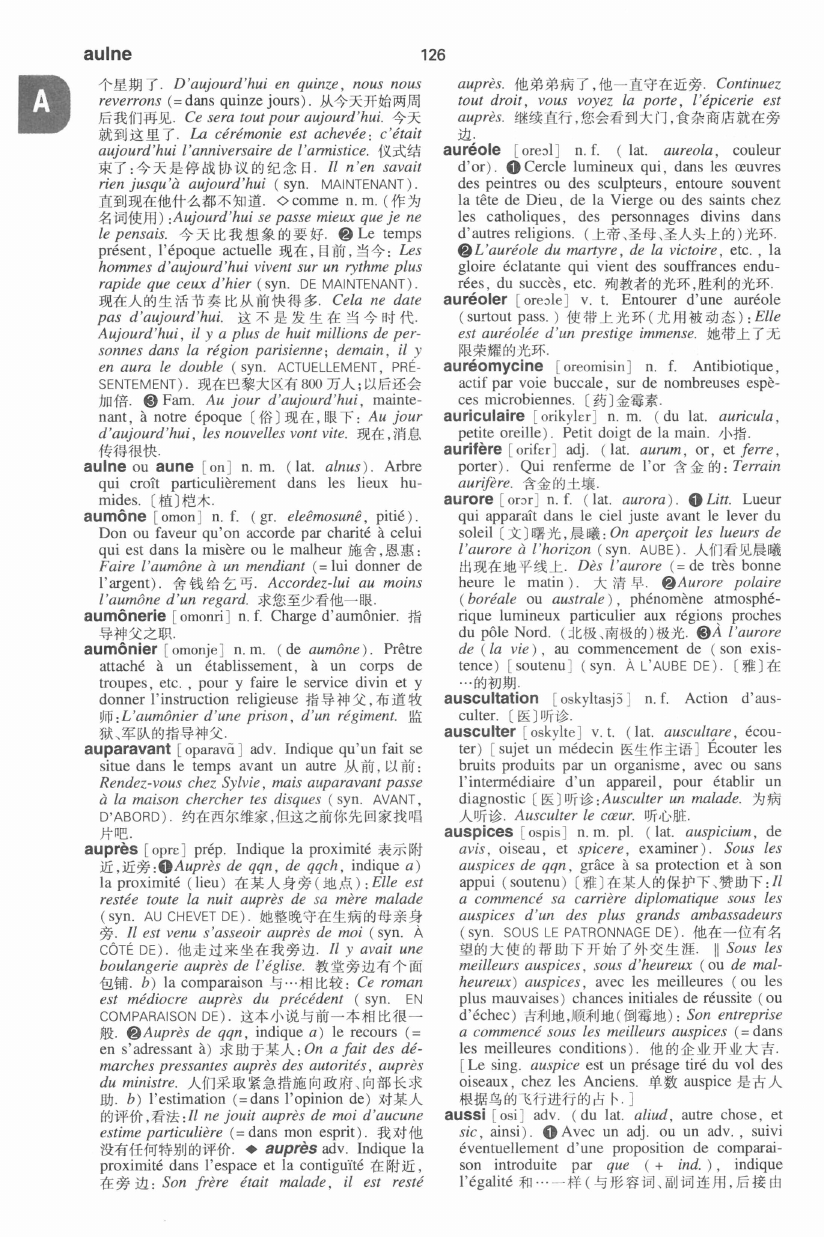 aulne
126
A
个星期了. D'aujourd'hui en quinze, nous nous
reverrons (= dans quinze jours). 从今天开始两周
后我们再见. Ce sera tout pour aujourd'hui. 今天
就到这里了. La cérémonie est achevée; c'était
aujourd'hui l'anniversaire de l'armistice. 仪式结
束了;今天是停战协议的纪念日. Il n'en savait
rien jusqu'à aujourd'hui (syn. MAINTENANT).
直到现在他什么都不知道. ◇comme n. m. (作为
名词使用):Aujourd'hui se passe mieux que je ne
le pensais. 今天比我想象的要好. ❷ Le temps
présent, l'époque actuelle 现在,目前,当今: Les
hommes d'aujourd'hui vivent sur un rythme plus
rapide que ceux d'hier (syn. DE MAINTENANT).
现在人的生活节奏比从前快得多. Cela ne date
pas d'aujourd'hui. 这不是发生在当今时代.
Aujourd'hui, il y a plus de huit millions de per-
sonnes dans la région parisienne; demain, il y
en aura le double (syn. ACTUELLEMENT, PRÉ-
SENTEMENT). 现在巴黎大区有 800 万人;以后还会
加倍. ❸ Fam. Au jour d'aujourd'hui, mainte-
nant, à notre époque 〔俗〕现在,眼下: Au jour
d'aujourd'hui, les nouvelles vont vite. 现在,消息
传得很快.
aulne ou aune [on] n. m. (lat. alnus). Arbre
qui croît particulièrement dans les lieux hu-
mides. 〔植〕桤木.
aumône [omon] n. f. (gr. eleêmosunê, pitié).
Don ou faveur qu'on accorde par charité à celui
qui est dans la misère ou le malheur 施舍,恩惠:
Faire l'aumône à un mendiant (= lui donner de
l'argent). 舍钱给乞丐. Accordez-lui au moins
l'aumône d'un regard. 求您至少看他一眼.
aumônerie [omonri] n. f. Charge d'aumônier. 指
导神父之职.
aumônier [omonje] n. m. (de aumône). Prêtre
attaché à un établissement, à un corps de
troupes, etc. , pour y faire le service divin et y
donner l'instruction religieuse 指导神父,布道牧
师:L'aumônier d'une prison, d'un régiment. 监
狱、军队的指导神父.
auparavant [oparavɑ̃] adv. Indique qu'un fait se
situe dans le temps avant un autre 从前,以前:
Rendez-vous chez Sylvie, mais auparavant passe
à la maison chercher tes disques (syn. AVANT,
D'ABORD). 约在西尔维家,但这之前你先回家找唱
片吧.
auprès [oprɛ] prép. Indique la proximité 表示附
近,近旁:❶Auprès de qqn, de qqch, indique a)
la proximité (lieu) 在某人身旁(地点):Elle est
restée toute la nuit auprès de sa mère malade
(syn. AU CHEVET DE). 她整晚守在生病的母亲身
旁. Il est venu s'asseoir auprès de moi (syn. À
CÔTÉ DE). 他走过来坐在我旁边. Il y avait une
boulangerie auprès de l'église. 教堂旁边有个面
包铺. b) la comparaison 与…相比较: Ce roman
est médiocre auprès du précédent (syn. EN
COMPARAISON DE). 这本小说与前一本相比很一
般. ❷Auprès de qqn, indique a) le recours (=
en s'adressant à) 求助于某人:On a fait des dé-
marches pressantes auprès des autorités, auprès
du ministre. 人们采取紧急措施向政府、向部长求
助. b) l'estimation (= dans l'opinion de) 对某人
的评价,看法:Il ne jouit auprès de moi d'aucune
estime particulière (= dans mon esprit). 我对他
没有任何特别的评价. ◆ auprès adv. Indique la
proximité dans l'espace et la contiguïté 在附近,
在旁边: Son frère était malade, il est resté
auprès. 他弟弟病了,他一直守在近旁. Continuez
tout droit, vous voyez la porte, l'épicerie est
auprès. 继续直行,您会看到大门,食杂商店就在旁
边.
auréole [oreɔl] n. f. (lat. aureola, couleur
d'or). ❶ Cercle lumineux qui, dans les œuvres
des peintres ou des sculpteurs, entoure souvent
la tête de Dieu, de la Vierge ou des saints chez
les catholiques, des personnages divins dans
d'autres religions. (上帝、圣母、圣人头上的)光环.
❷L'auréole du martyre, de la victoire, etc. , la
gloire éclatante qui vient des souffrances endu-
rées, du succès, etc. 殉教者的光环,胜利的光环.
auréoler [oreɔle] v. t. Entourer d'une auréole
(surtout pass. ) 使带上光环(尤用被动态):Elle
est auréolée d'un prestige immense. 她带上了无
限荣耀的光环.
auréomycine [oreomisin] n. f. Antibiotique,
actif par voie buccale, sur de nombreuses espè-
ces microbiennes. 〔药〕金霉素.
auriculaire [orikylɛr] n. m. (du lat. auricula,
petite oreille). Petit doigt de la main. 小指.
aurifère [orifɛr] adj. (lat. aurum, or, et ferre,
porter). Qui renferme de l'or 含金的: Terrain
aurifère. 含金的土壤.
aurore [orɔr] n. f. (lat. aurora). ❶ Litt. Lueur
qui apparaît dans le ciel juste avant le lever du
soleil 〔文〕曙光,晨曦:On aperçoit les lueurs de
l'aurore à l'horizon (syn. AUBE). 人们看见晨曦
出现在地平线上. Dès l'aurore (= de très bonne
heure le matin). 大清早. ❷Aurore polaire
(boréale ou australe), phénomène atmosphé-
rique lumineux particulier aux régions proches
du pôle Nord. (北极、南极的)极光. ❸À l'aurore
de (la vie), au commencement de (son exis-
tence) [soutenu] (syn. À L'AUBE DE). 〔雅〕在
…的初期.
auscultation [oskyltasjɔ̃] n. f. Action d'aus-
culter. 〔医〕听诊.
ausculter [oskylte] v. t. (lat. auscultare, écou-
ter) [sujet un médecin 医生作主语] Écouter les
bruits produits par un organisme, avec ou sans
l'intermédiaire d'un appareil, pour établir un
diagnostic 〔医〕听诊:Ausculter un malade. 为病
人听诊. Ausculter le cœur. 听心脏.
auspices [ospis] n. m. pl. (lat. auspicium, de
avis, oiseau, et spicere, examiner). Sous les
auspices de qqn, grâce à sa protection et à son
appui (soutenu) 〔雅〕在某人的保护下、赞助下:Il
a commencé sa carrière diplomatique sous les
auspices d'un des plus grands ambassadeurs
(syn. SOUS LE PATRONNAGE DE). 他在一位有名
望的大使的帮助下开始了外交生涯. ‖ Sous les
meilleurs auspices, sous d'heureux (ou de mal-
heureux) auspices, avec les meilleures (ou les
plus mauvaises) chances initiales de réussite (ou
d'échec) 吉利地,顺利地(倒霉地): Son entreprise
a commencé sous les meilleurs auspices (= dans
les meilleures conditions). 他的企业开业大吉.
[Le sing. auspice est un présage tiré du vol des
oiseaux, chez les Anciens. 单数 auspice 是古人
根据鸟的飞行进行的占卜. ]
aussi [osi] adv. (du lat. aliud, autre chose, et
sic, ainsi). ❶ Avec un adj. ou un adv. , suivi
éventuellement d'une proposition de comparai-
son introduite par que ( + ind. ), indique
l'égalité 和…一样(与形容词、副词连用,后接由